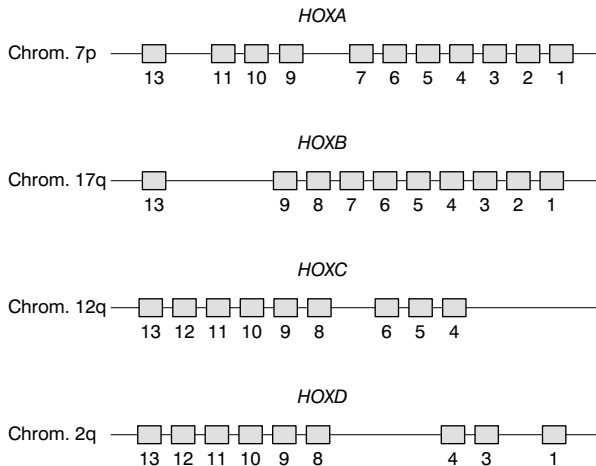 HOXA
Chrom. 7p
13 11 10 9 7 6 5 4 3 2 1
HOXB
Chrom. 17q
13 9 8 7 6 5 4 3 2 1
HOXC
Chrom. 12q
13 12 11 10 9 8 6 5 4
HOXD
Chrom. 2q
13 12 11 10 9 8 4 3 1